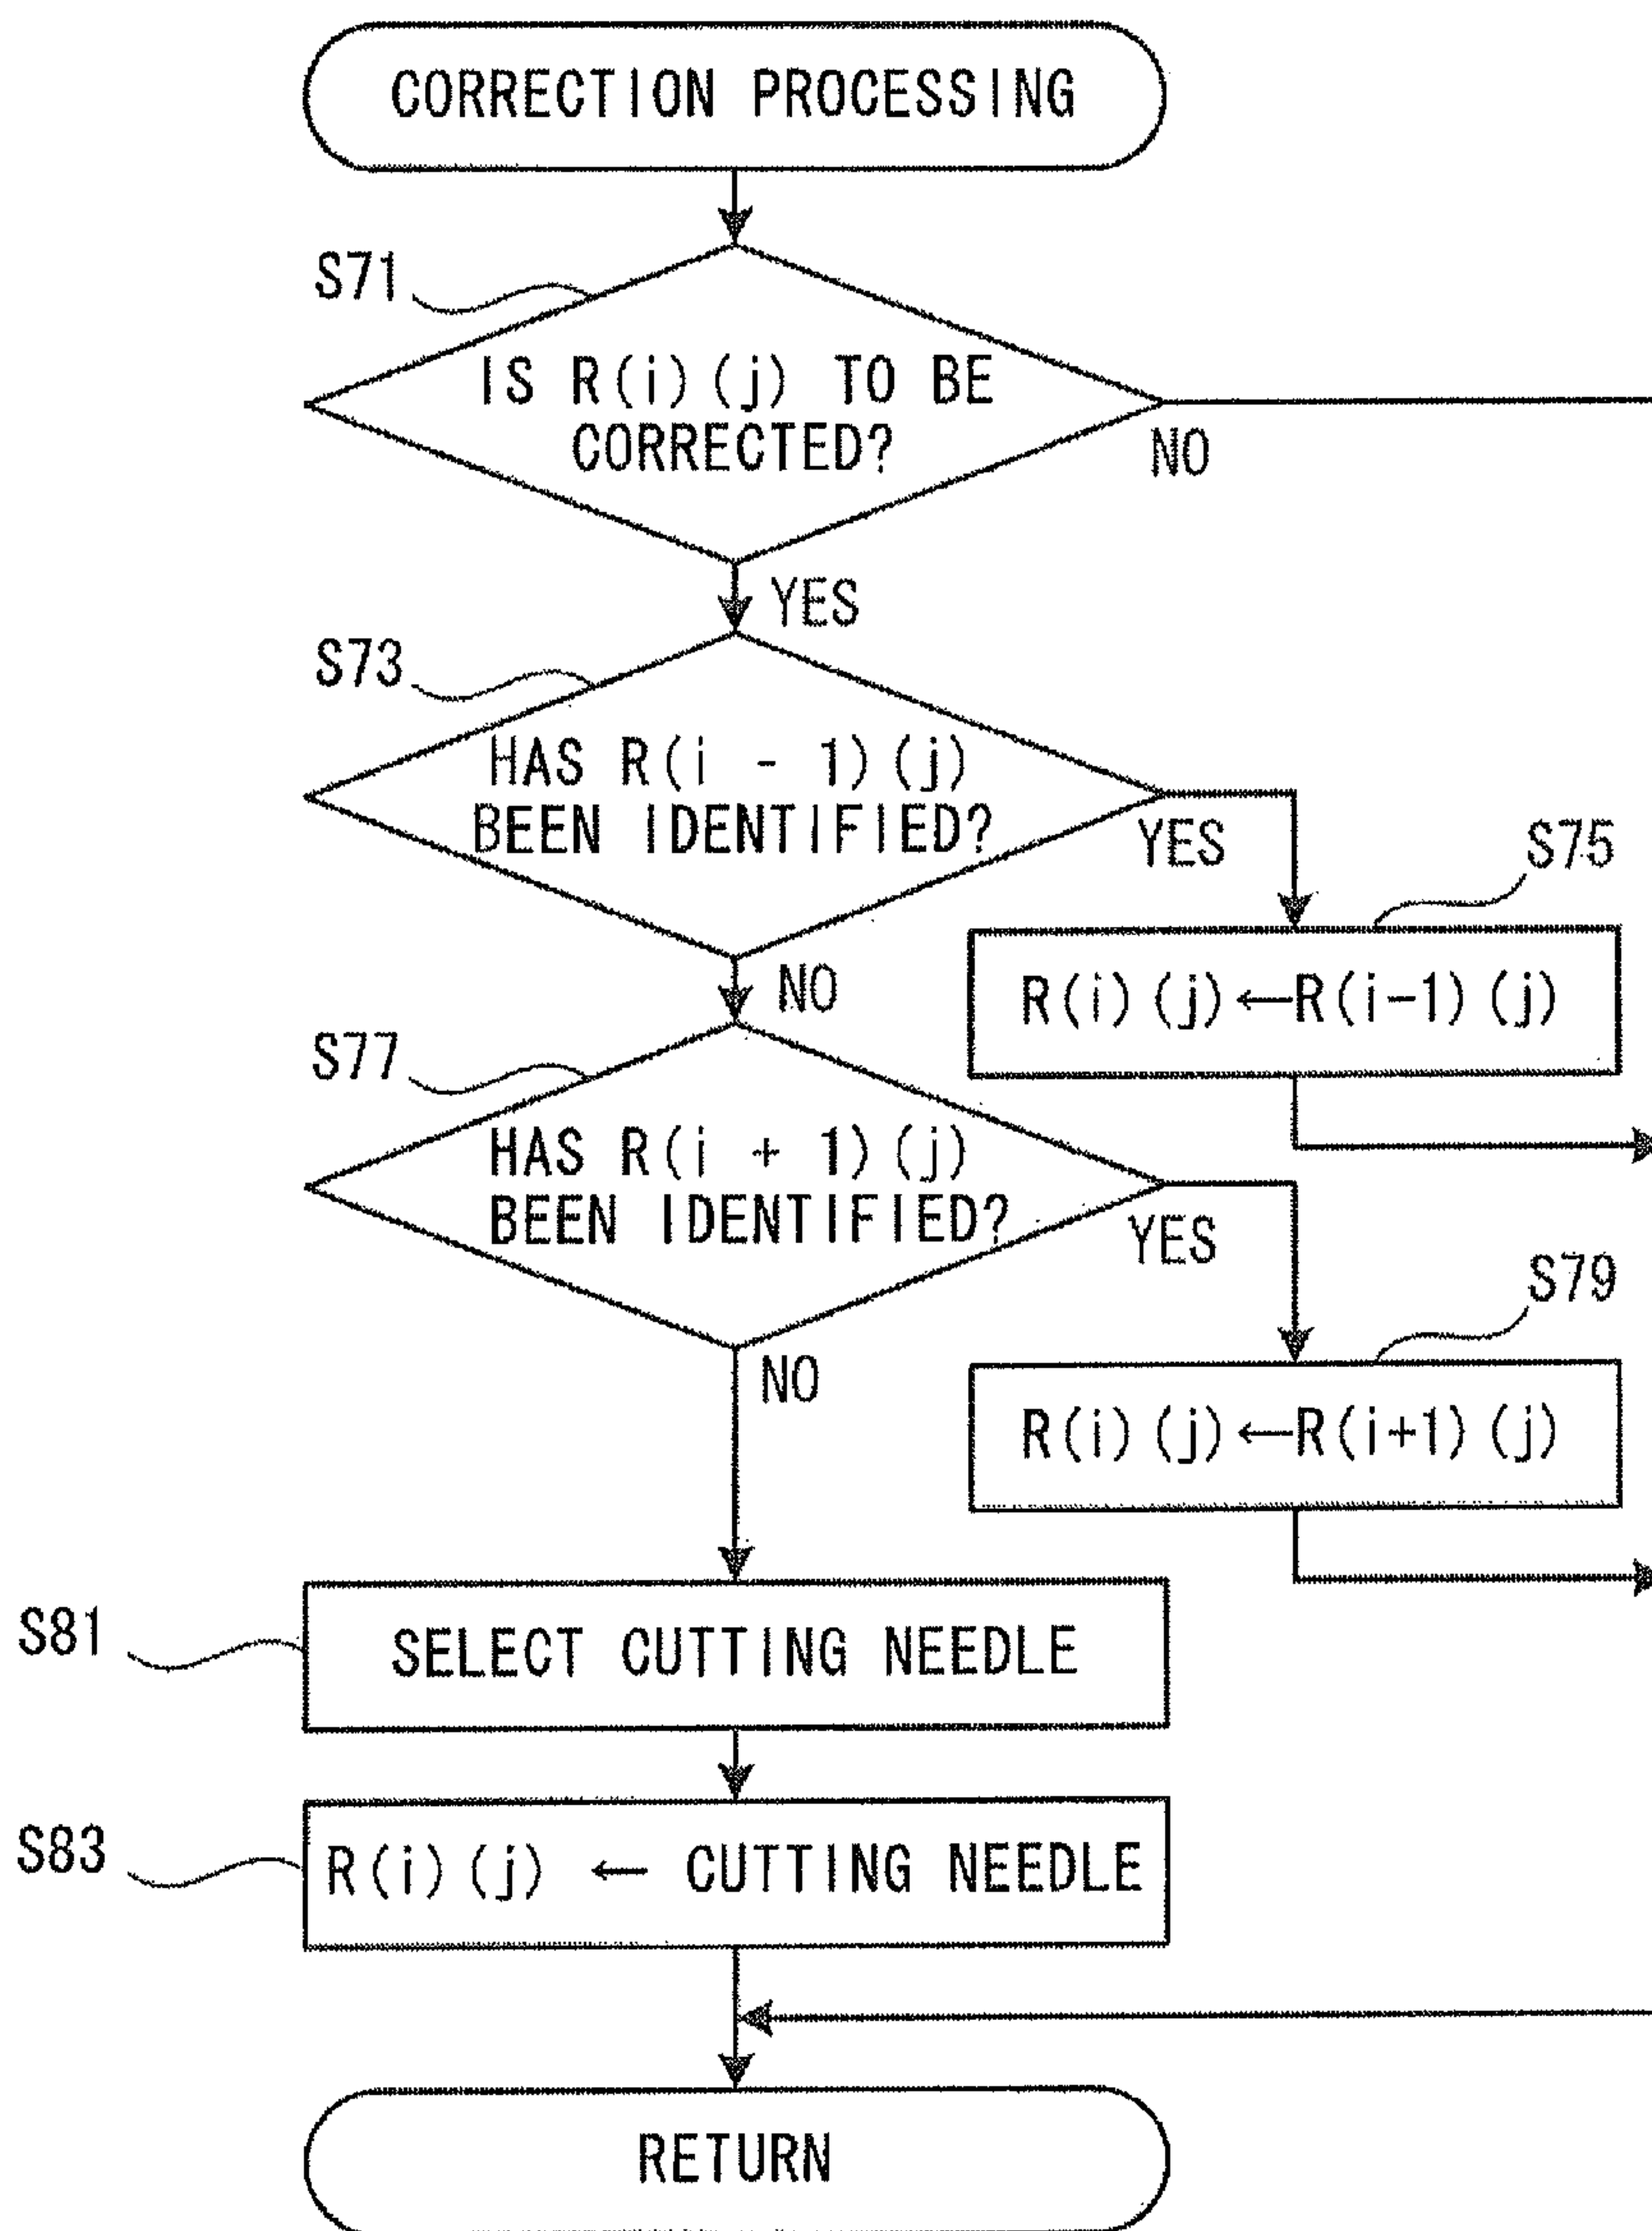 CORRECTION PROCESSING
S71
IS R(i)(j) TO BE
CORRECTED?
NO
YES
S73
HAS R(i - 1)(j)
BEEN IDENTIFIED?
YES
S75
R(i)(j)←R(i-1)(j)
NO
S77
HAS R(i + 1)(j)
BEEN IDENTIFIED?
YES
S79
R(i)(j)←R(i+1)(j)
NO
S81
SELECT CUTTING NEEDLE
S83
R(i)(j) ← CUTTING NEEDLE
RETURN